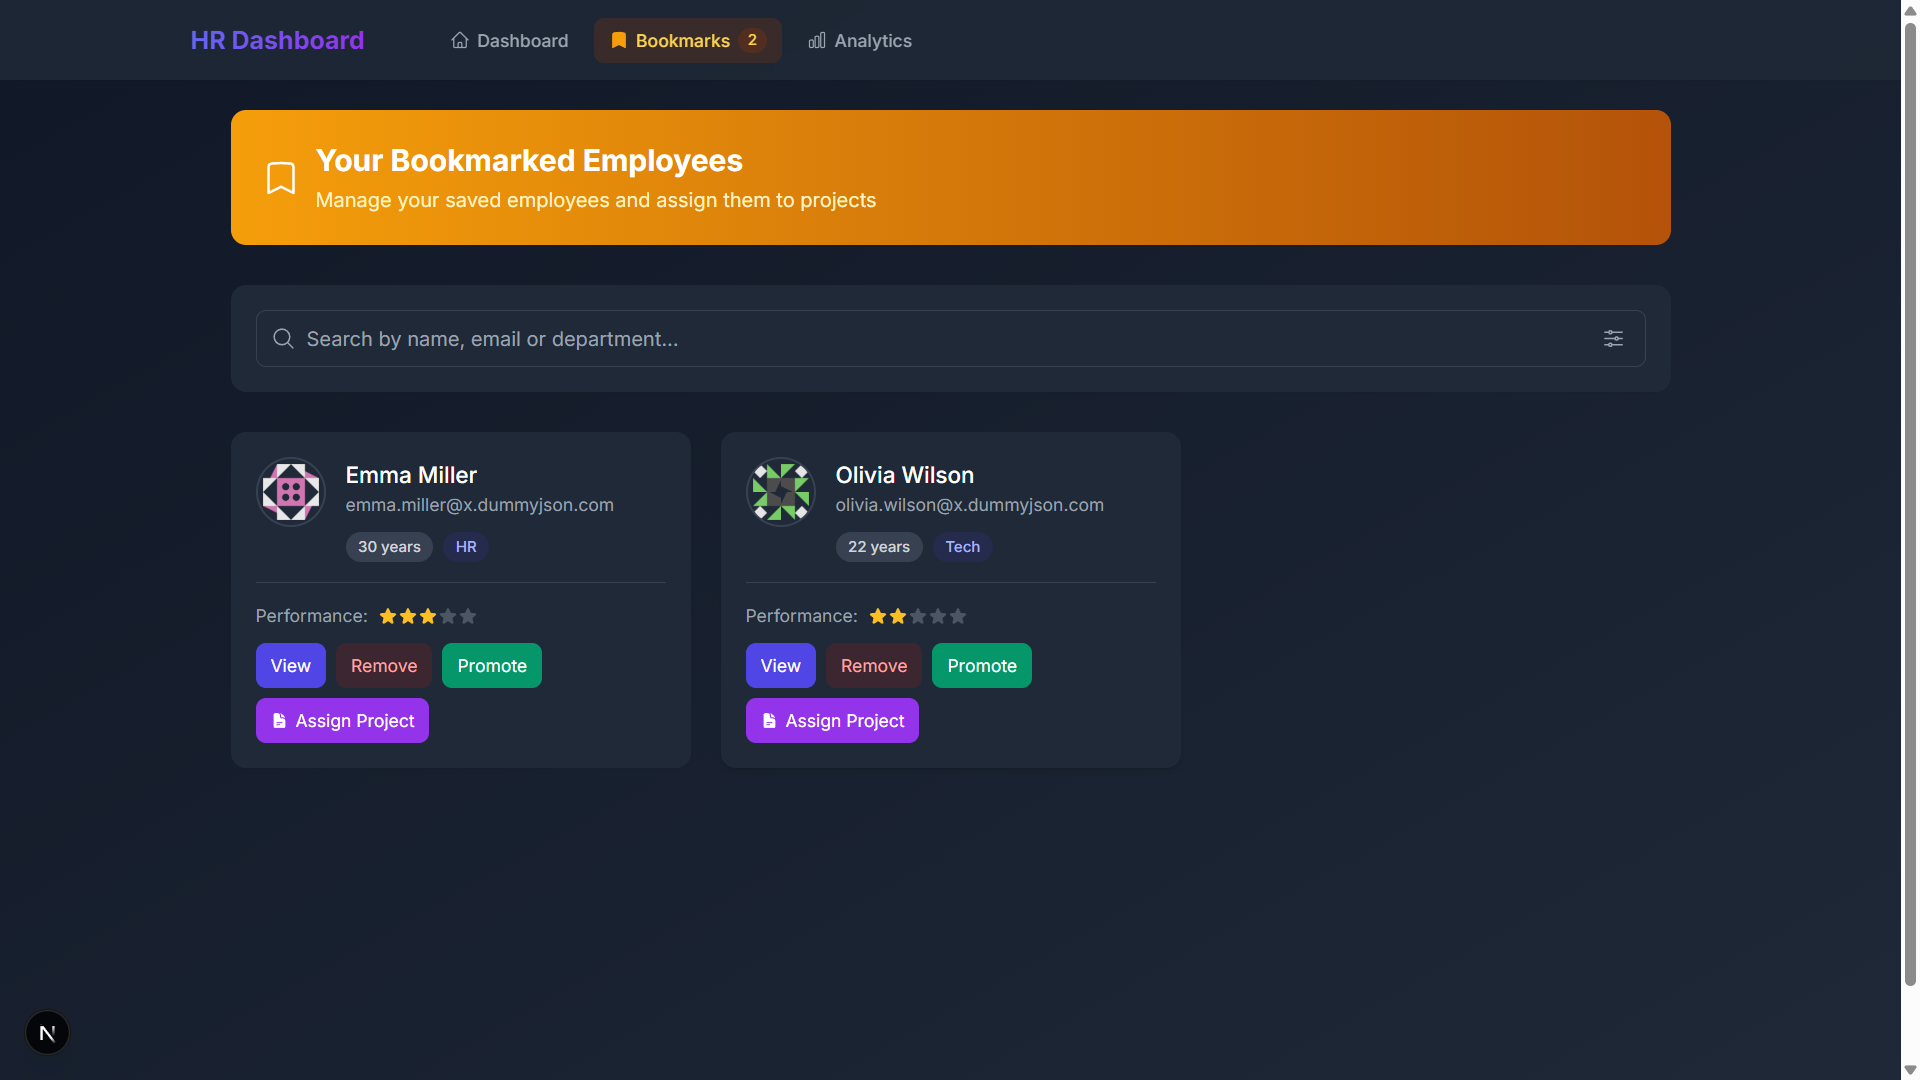 HR Dashboard
Dashboard
Bookmarks 2
Analytics
Your Bookmarked Employees
Manage your saved employees and assign them to projects
Search by name, email or department...
Emma Miller
emma.miller@x.dummyjson.com
30 years HR
Performance:
View Remove Promote
Assign Project
Olivia Wilson
olivia.wilson@x.dummyjson.com
22 years Tech
Performance:
View Remove Promote
Assign Project
N